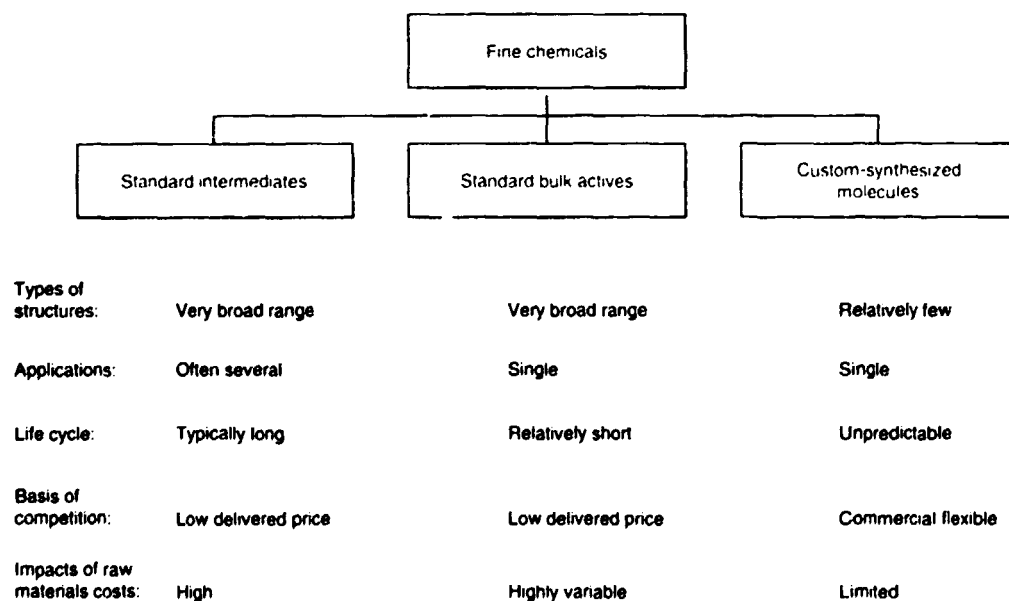 Fine chemicals
Standard intermediates
Standard bulk actives
Custom-synthesized
molecules
Types of
structures: Very broad range Very broad range Relatively few
Applications: Often several Single Single
Life cycle: Typically long Relatively short Unpredictable
Basis of
competition: Low delivered price Low delivered price Commercial flexible
Impacts of raw
materials costs: High Highly variable Limited